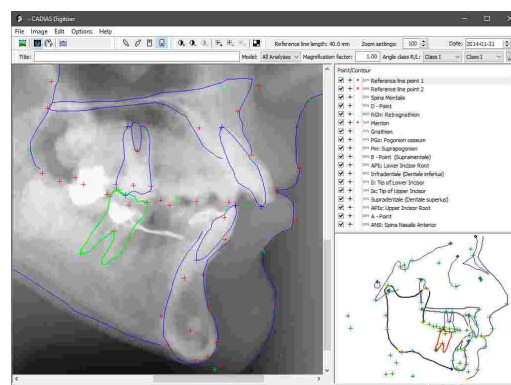 - CADIAS Digitizer
File Image Edit Options Help
Reference line length: 40.0 mm Zoom settings: 100 Date: 2014-01-31
Title: Model: All Analyses Magnification factor: 1.00 Angle class R/L: Class I Class I
Point/Contour
Reference line point 1
Reference line point 2
Spina Mentalis
D - Point
RGN: Retrognathion
Menton
Gnathion
PGo: Pogonion osseum
Pm: Suprapogonion
B - Point (Supramentale)
APIi: Lower Incisor Root
Infradentale (Dentale inferius)
Ii: Tip of Lower Incisor
Is: Tip of Upper Incisor
Supradentale (Dentale superius)
APIs: Upper Incisor Root
A - Point
ANS: Spina Nasalis Anterior